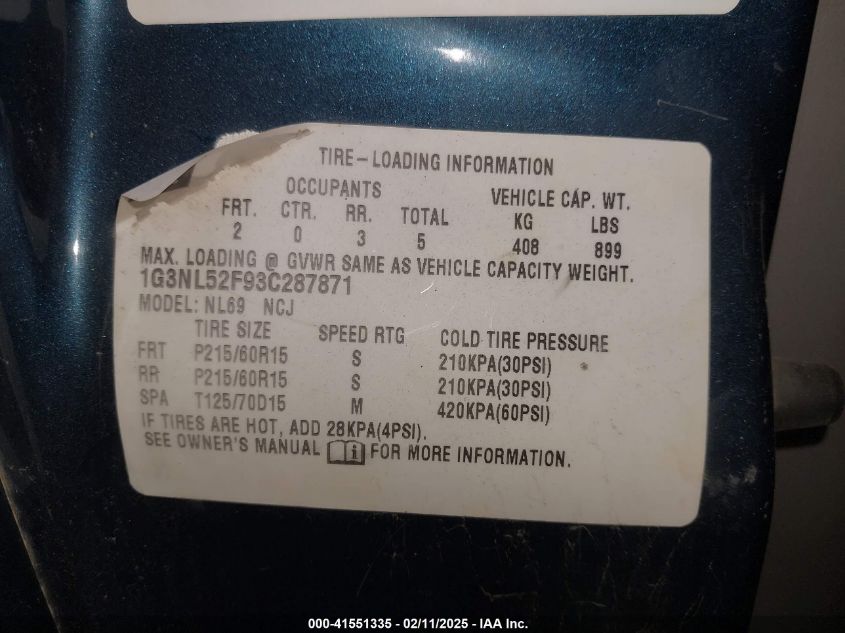 TIRE-LOADING INFORMATION
OCCUPANTS VEHICLE CAP. WT.
FRT. CTR. RR. TOTAL KG LBS
2 0 3 5 408 899
MAX. LOADING @ GVWR SAME AS VEHICLE CAPACITY WEIGHT.
1G3NL52F93C287871
MODEL: NL69 NCJ
TIRE SIZE SPEED RTG COLD TIRE PRESSURE
FRT P215/60R15 S 210KPA(30PSI)
RR P215/60R15 S 210KPA(30PSI)
SPA T125/70D15 M 420KPA(60PSI)
IF TIRES ARE HOT, ADD 28KPA(4PSI).
SEE OWNER'S MANUAL FOR MORE INFORMATION.
000-41551335 - 02/11/2025 - IAA Inc.